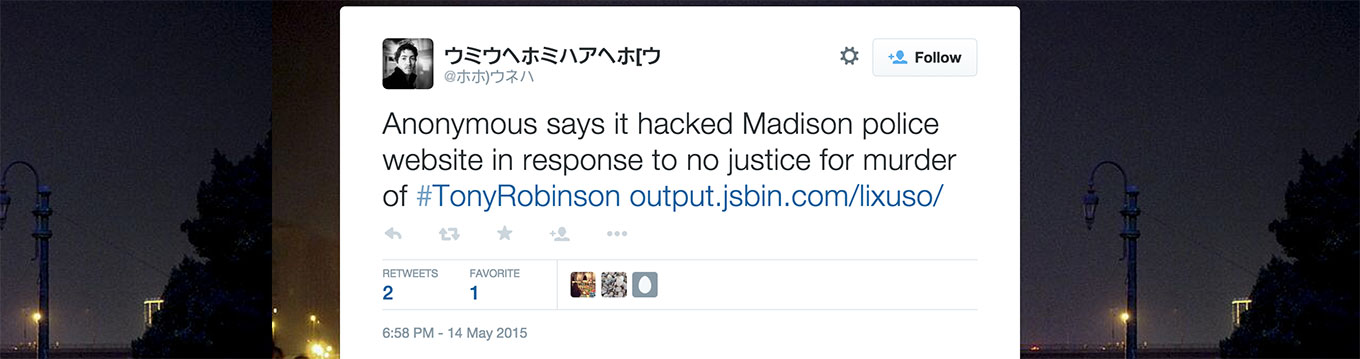 ウミウヘホミハアヘホ[ウ
@ホホ)ウネハ
Follow
Anonymous says it hacked Madison police
website in response to no justice for murder
of #TonyRobinson output.jsbin.com/lixuso/
RETWEETS FAVORITE
2 1
6:58 PM - 14 May 2015